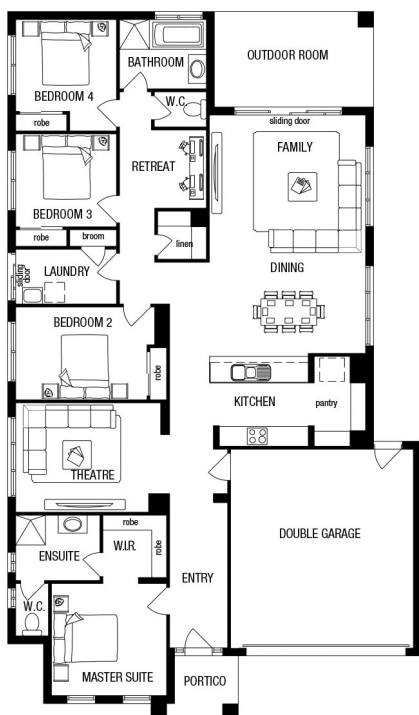 OUTDOOR ROOM
BATHROOM
BEDROOM 4
W.C.
robe
sliding door
FAMILY
RETREAT
BEDROOM 3
robe
broom
linen
sliding
door
LAUNDRY
DINING
BEDROOM 2
robe
KITCHEN
pantry
THEATRE
robe
W.I.R.
robe
ENSUITE
DOUBLE GARAGE
ENTRY
W.C.
MASTER SUITE
PORTICO